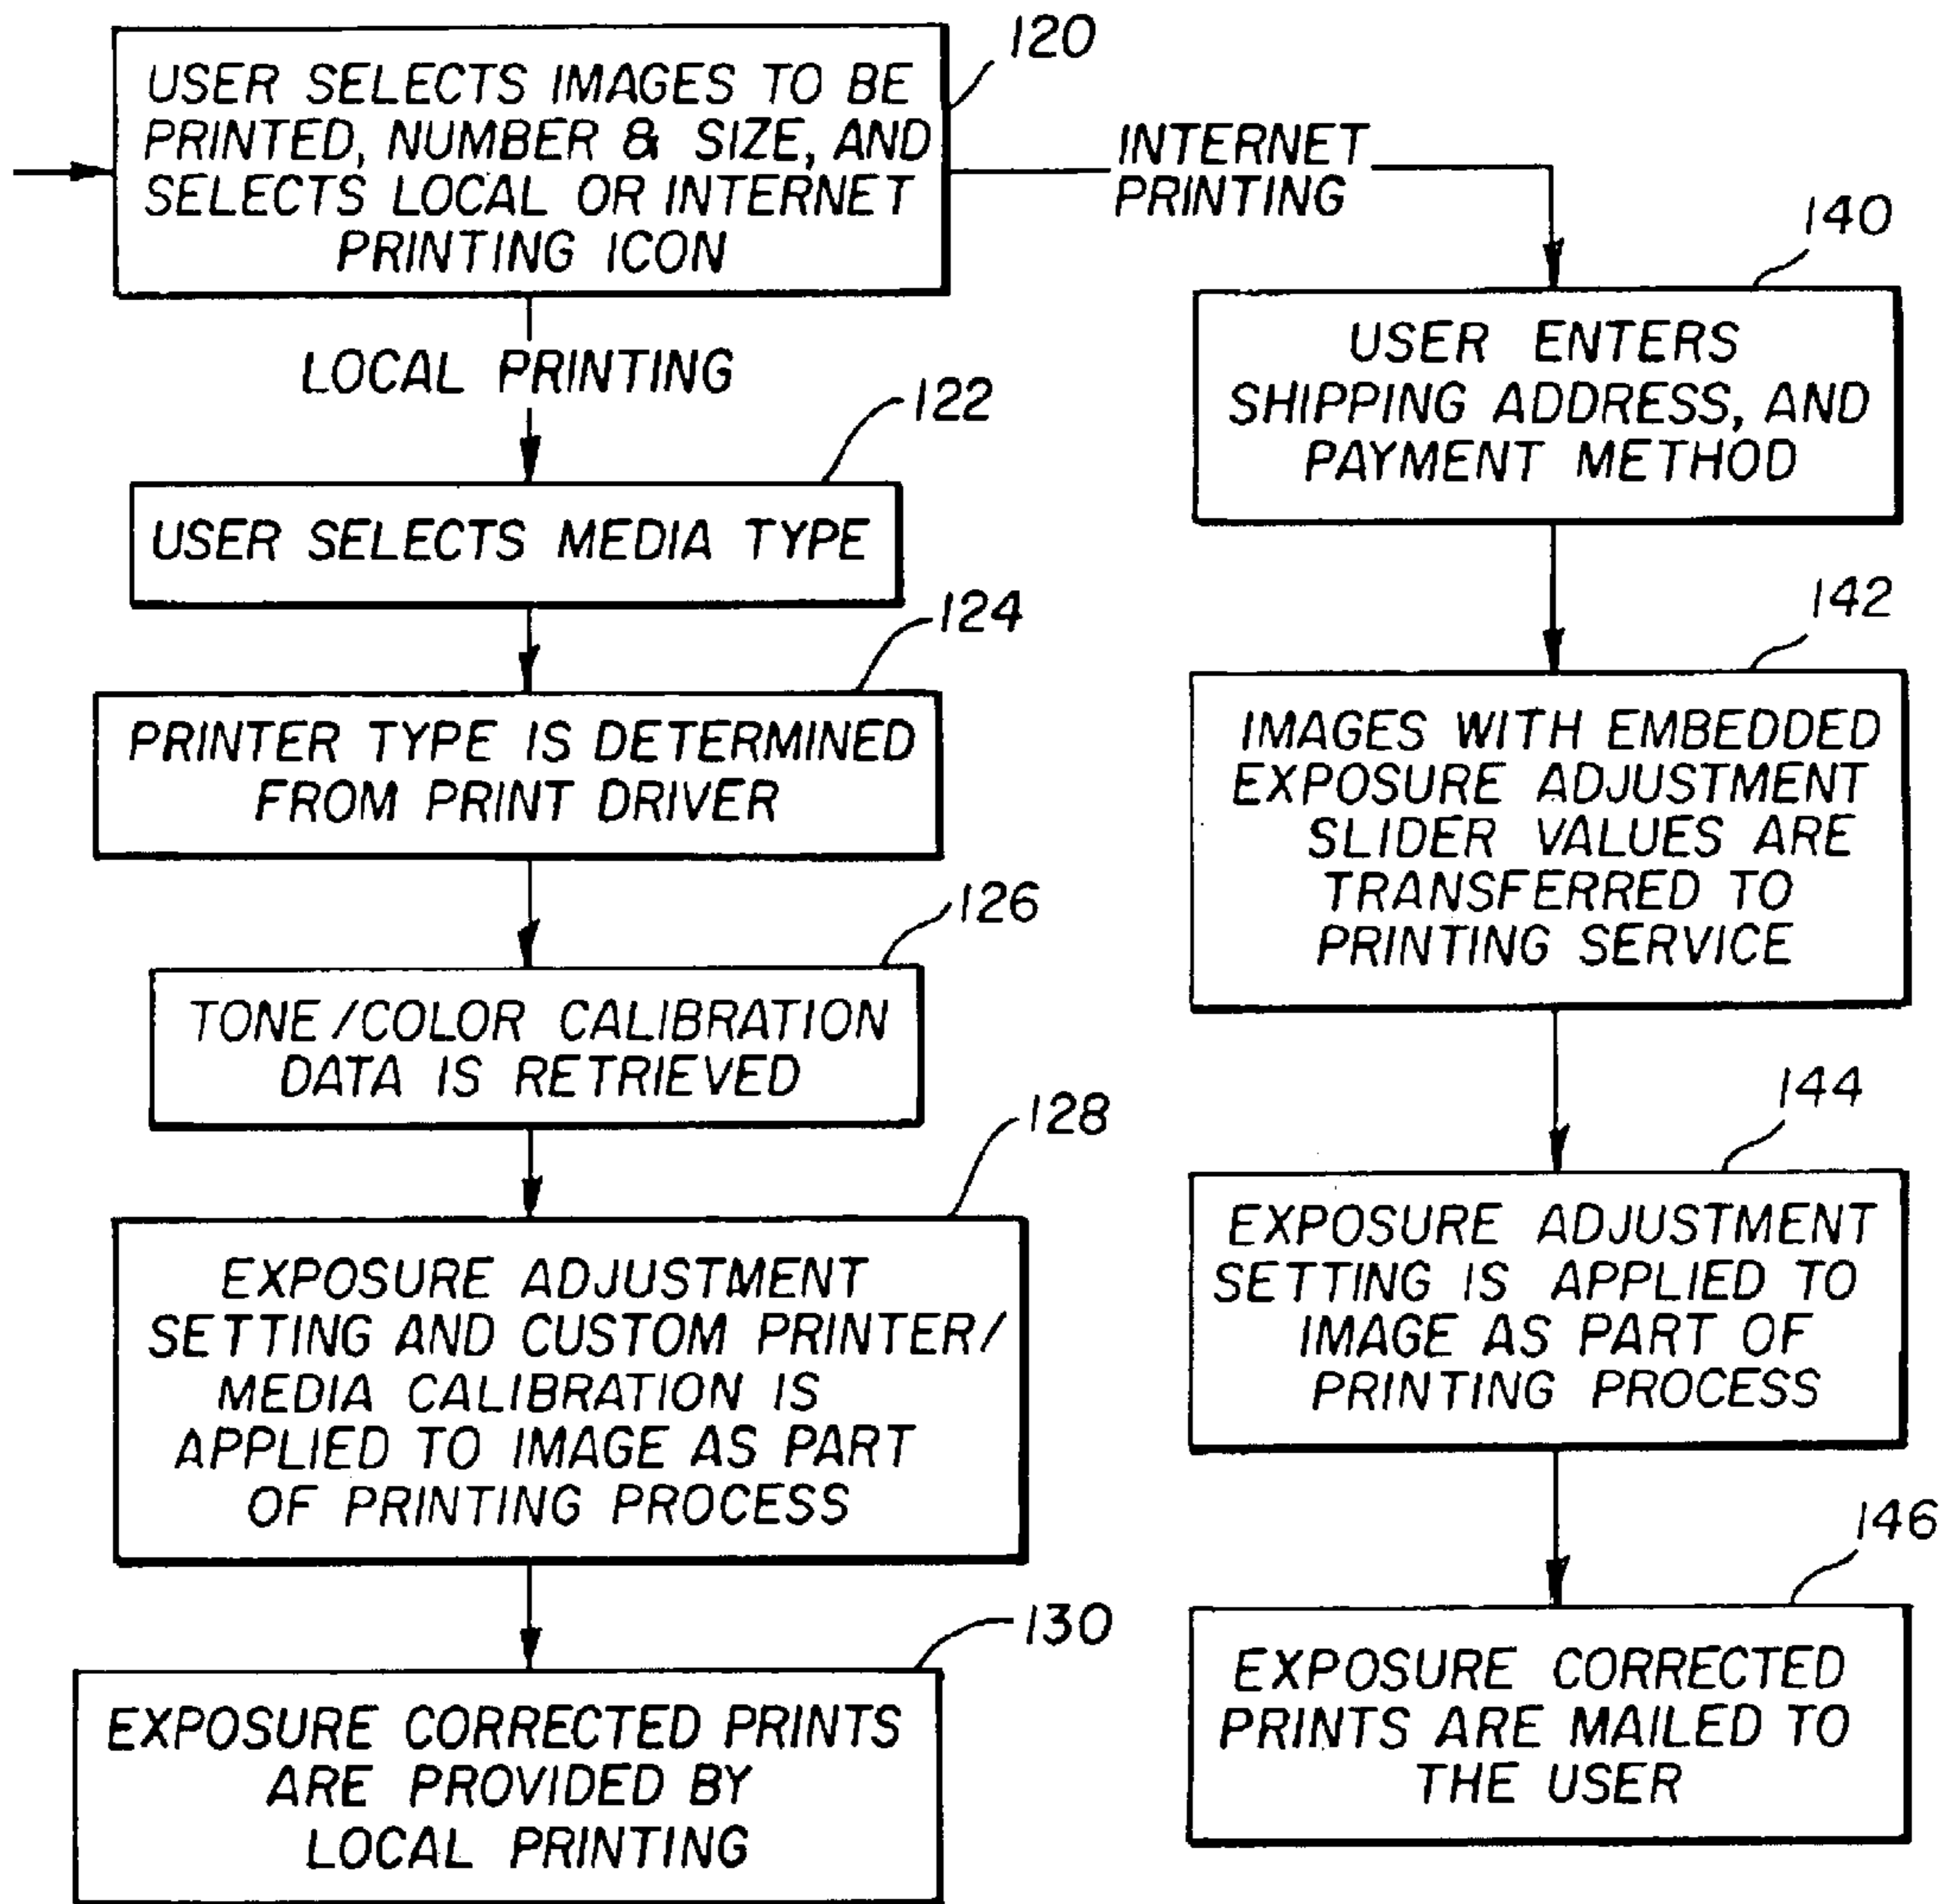 120
USER SELECTS IMAGES TO BE
PRINTED, NUMBER & SIZE, AND
SELECTS LOCAL OR INTERNET
PRINTING ICON
INTERNET
PRINTING
LOCAL PRINTING
122
USER SELECTS MEDIA TYPE
124
PRINTER TYPE IS DETERMINED
FROM PRINT DRIVER
126
TONE/COLOR CALIBRATION
DATA IS RETRIEVED
128
EXPOSURE ADJUSTMENT
SETTING AND CUSTOM PRINTER/
MEDIA CALIBRATION IS
APPLIED TO IMAGE AS PART
OF PRINTING PROCESS
130
EXPOSURE CORRECTED PRINTS
ARE PROVIDED BY
LOCAL PRINTING
140
USER ENTERS
SHIPPING ADDRESS, AND
PAYMENT METHOD
142
IMAGES WITH EMBEDDED
EXPOSURE ADJUSTMENT
SLIDER VALUES ARE
TRANSFERRED TO
PRINTING SERVICE
144
EXPOSURE ADJUSTMENT
SETTING IS APPLIED TO
IMAGE AS PART OF
PRINTING PROCESS
146
EXPOSURE CORRECTED
PRINTS ARE MAILED TO
THE USER